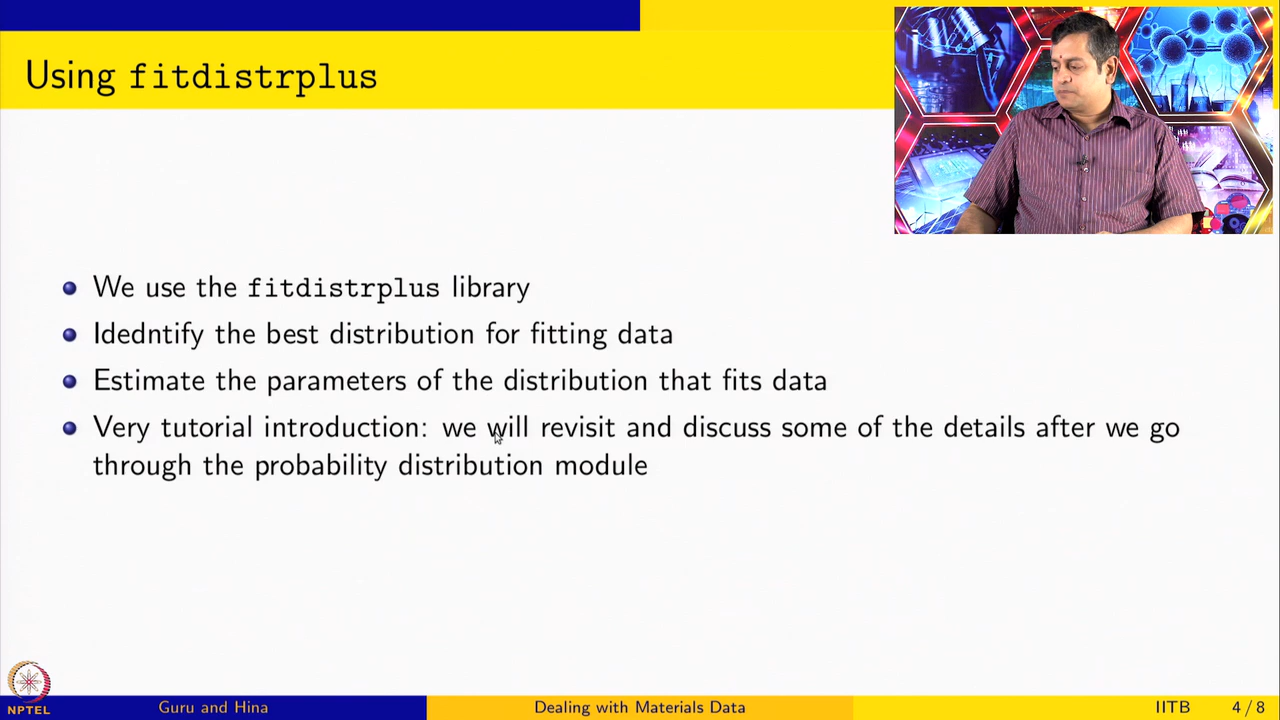 Using fitdistrplus
We use the fitdistrplus library
Idedntify the best distribution for fitting data
Estimate the parameters of the distribution that fits data
Very tutorial introduction: we will revisit and discuss some of the details after we go
through the probability distribution module
NPTEL
Guru and Hina
Dealing with Materials Data
IITB
4 / 8